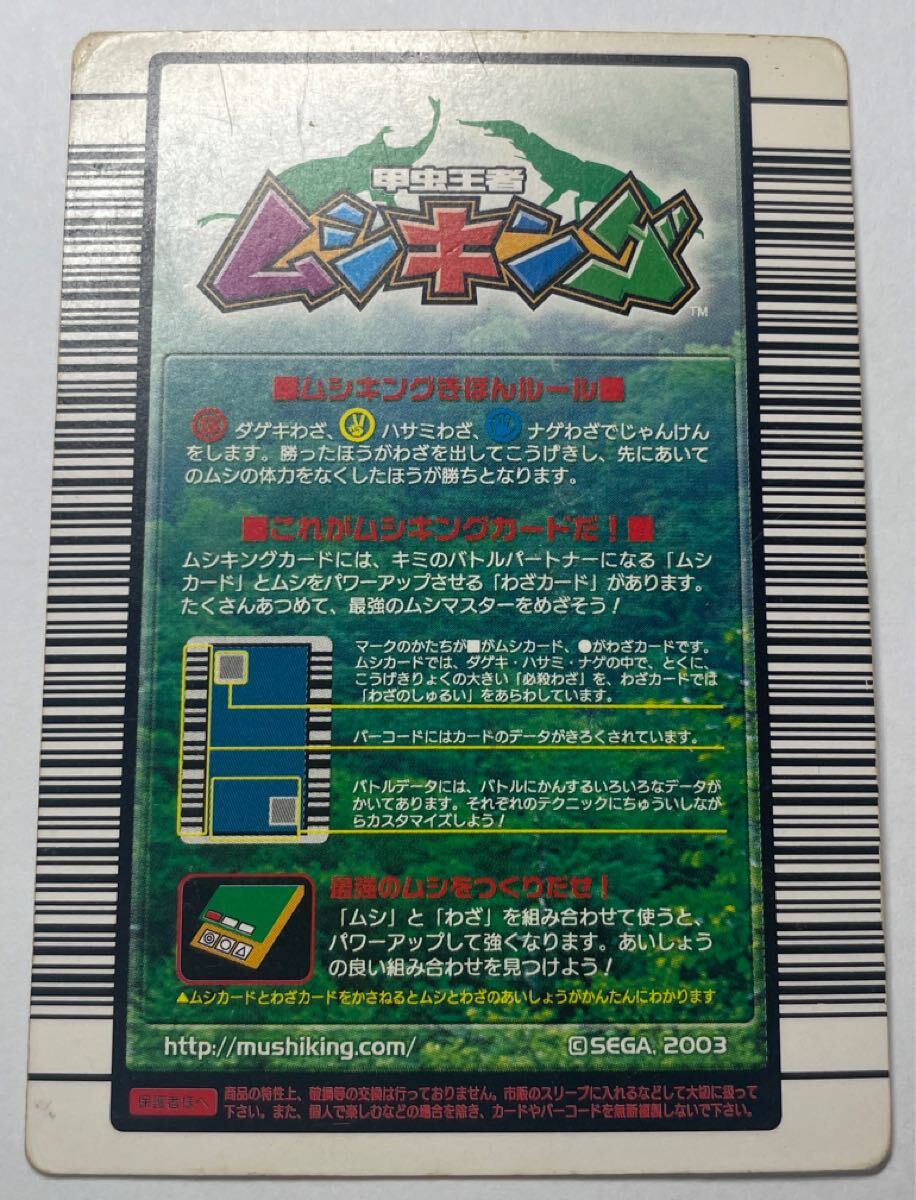 甲虫王者
ムシキング
TM
■ムシキングきほんルール■
ダゲキわざ、 ハサミわざ、 ナゲわざでじゃんけん
をします。勝ったほうがわざを出してこうげきし、先にあいて
のムシの体力をなくしたほうが勝ちとなります。
■これがムシキングカードだ！■
ムシキングカードには、キミのバトルパートナーになる「ムシ
カード」とムシをパワーアップさせる「わざカード」があります。
たくさんあつめて、最強のムシマスターをめざそう！
マークのかたちが■がムシカード、●がわざカードです。
ムシカードでは、ダゲキ・ハサミ・ナゲの中で、とくに、
こうげきりょくの大きい「必殺わざ」を、わざカードでは
「わざのしゅるい」をあらわしています。
バーコードにはカードのデータがきろくされています。
バトルデータには、バトルにかんするいろいろなデータが
かいてあります。それぞれのテクニックにちゅういしなが
らカスタマイズしよう！
最強のムシをつくりだせ！
「ムシ」と「わざ」を組み合わせて使うと、
パワーアップして強くなります。あいしょう
の良い組み合わせを見つけよう！
▲ムシカードとわざカードをかさねるとムシとわざのあいしょうがかんたんにわかります
http://mushiking.com/
©SEGA, 2003
保護者様へ
商品の特性上、破損等の交換は行っておりません。市販のスリーブに入れるなどして大切に扱って
下さい。また、個人で楽しむなどの場合を除き、カードやバーコードを無断複製しないで下さい。